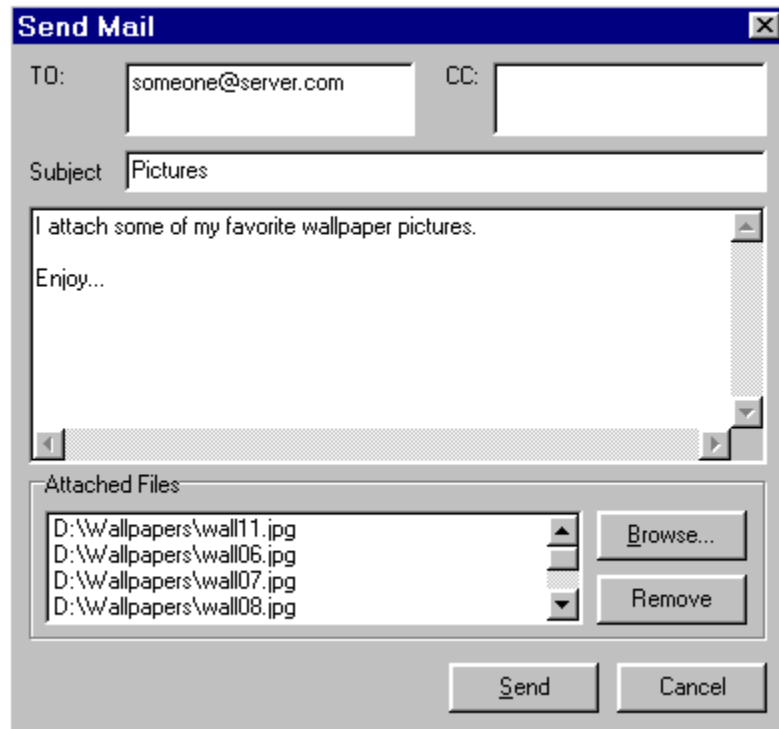 Send Mail
TO: someone@server.com CC:
Subject Pictures
I attach some of my favorite wallpaper pictures.
Enjoy...
Attached Files
D:\Wallpapers\wall11.jpg
D:\Wallpapers\wall06.jpg
D:\Wallpapers\wall07.jpg
D:\Wallpapers\wall08.jpg
Browse...
Remove
Send Cancel